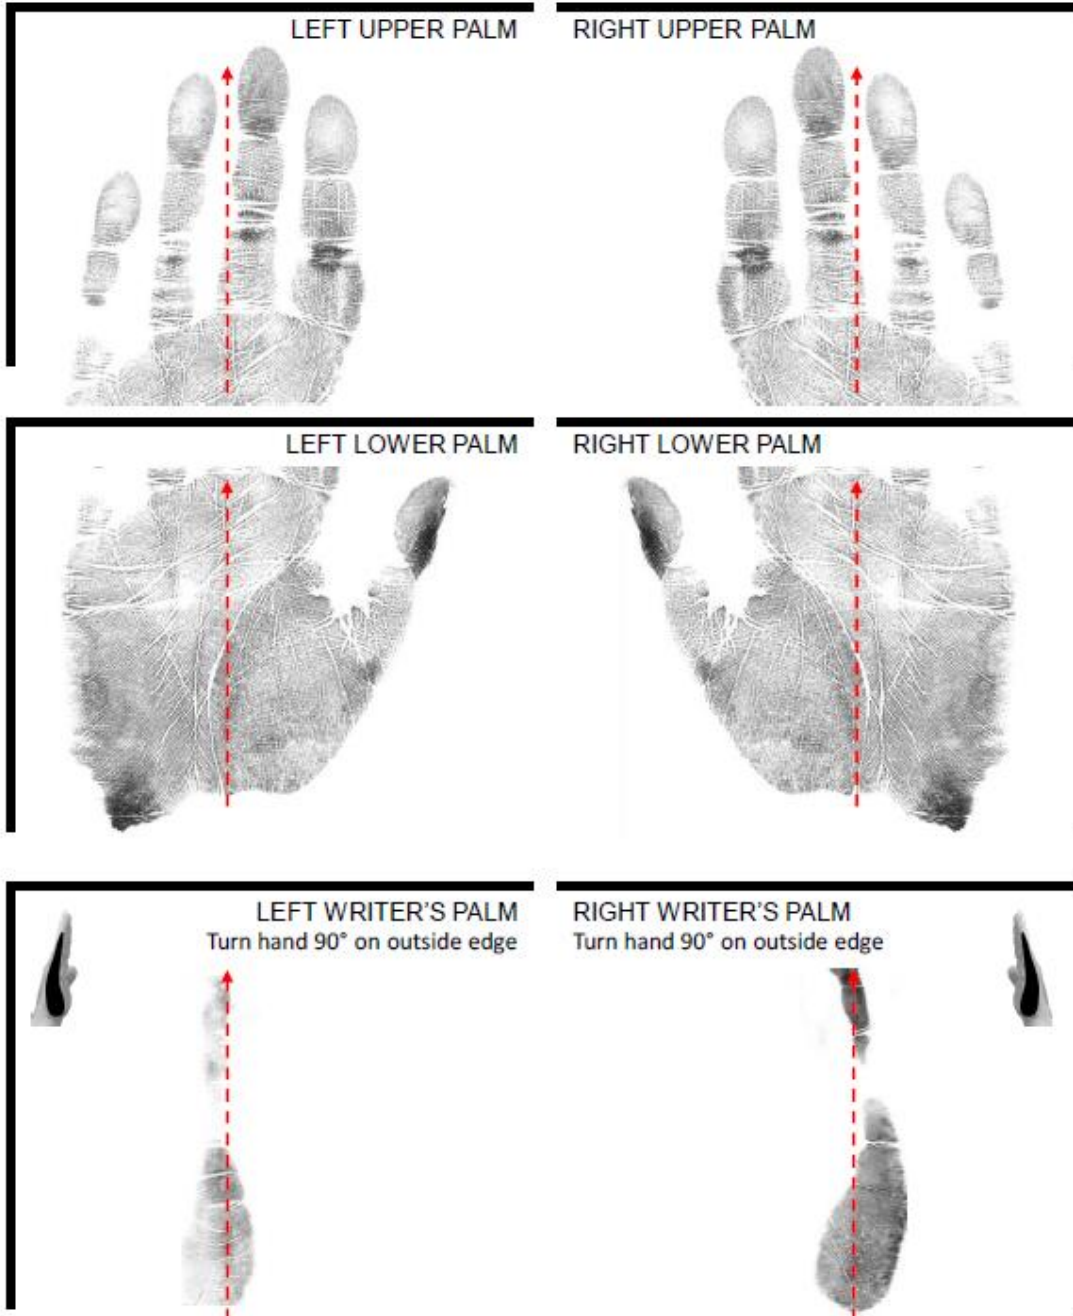 LEFT UPPER PALM
RIGHT UPPER PALM
LEFT LOWER PALM
RIGHT LOWER PALM
LEFT WRITER'S PALM
Turn hand 90° on outside edge
RIGHT WRITER'S PALM
Turn hand 90° on outside edge